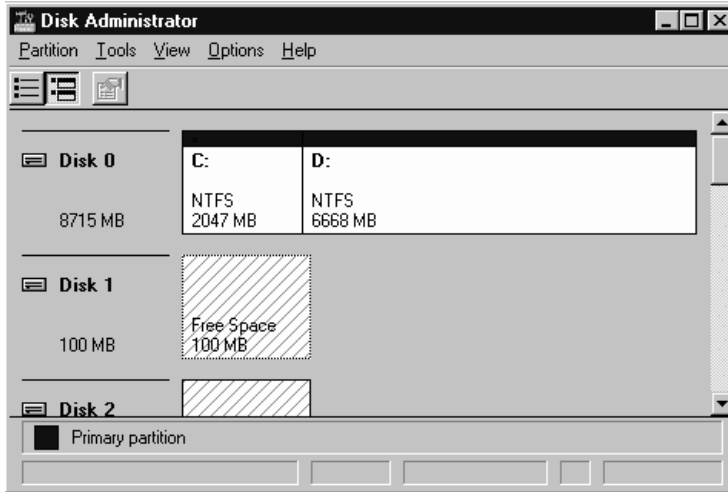 Disk Administrator
Partition Tools View Options Help
Disk 0
8715 MB
C:
NTFS
2047 MB
D:
NTFS
6668 MB
Disk 1
100 MB
Free Space
100 MB
Disk 2
Primary partition